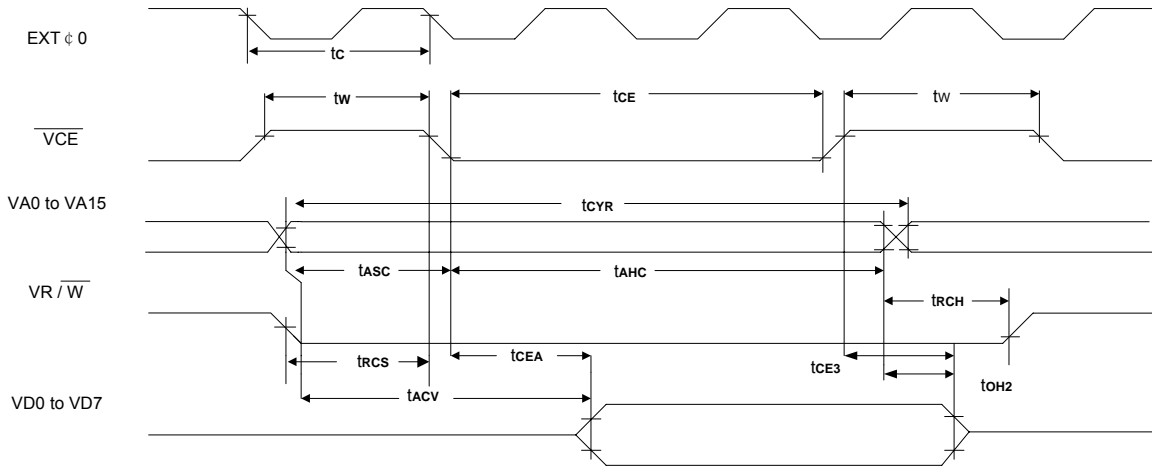 EXT ¢ 0
tC
tW tCE tW
VCE
VA0 to VA15
tCYR
tASC tAHC
VR / W
tRCH
tRCS tCEA tCE3
tOH2
tACV
VD0 to VD7